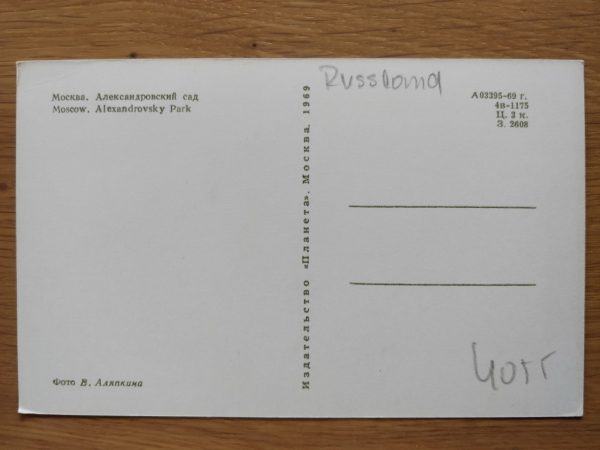 Москва. Александровский сад
Moscow. Alexandrovsky Park
Фото В. Аляпкина
Издательство «Планета». Москва. 1969
Russland
А03395-69 г.
4в-1175
Ц. 3 к.
З. 2608